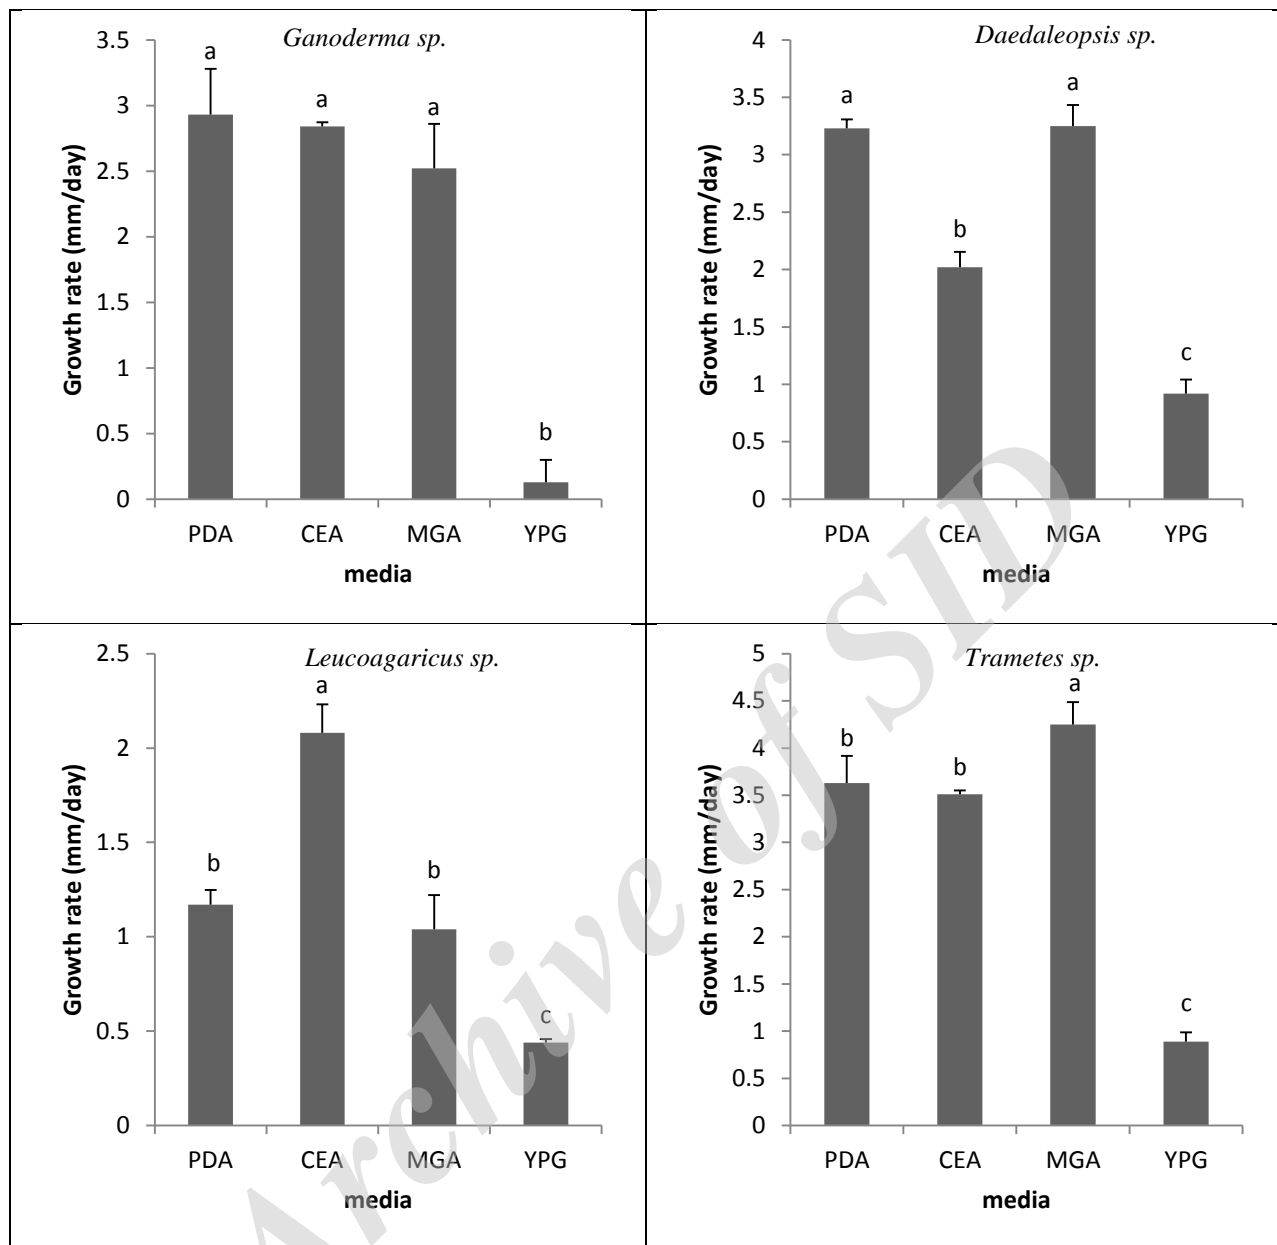 Ganoderma sp.
3.5
3
2.5
2
1.5
1
0.5
0
Growth rate (mm/day)
a
a
a
b
PDA CEA MGA YPG
media
Daedaleopsis sp.
4
3.5
3
2.5
2
1.5
1
0.5
0
Growth rate (mm/day)
a
b
a
c
PDA CEA MGA YPG
media
Leucoagaricus sp.
2.5
2
1.5
1
0.5
0
Growth rate (mm/day)
b
a
b
c
PDA CEA MGA YPG
media
Trametes sp.
5
4.5
4
3.5
3
2.5
2
1.5
1
0.5
0
Growth rate (mm/day)
b
b
a
c
PDA CEA MGA YPG
media
Archive of SID